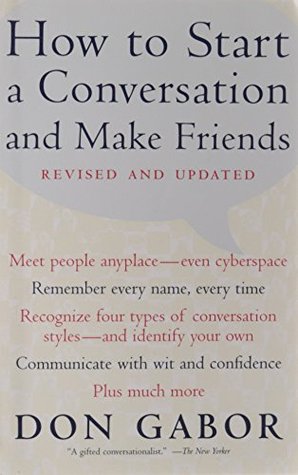 How to Start
a Conversation
and Make Friends
REVISED AND UPDATED
Meet people anyplace—even cyberspace
Remember every name, every time
Recognize four types of conversation
styles—and identify your own
Communicate with wit and confidence
Plus much more
DON GABOR
"A gifted conversationalist." —The New Yorker